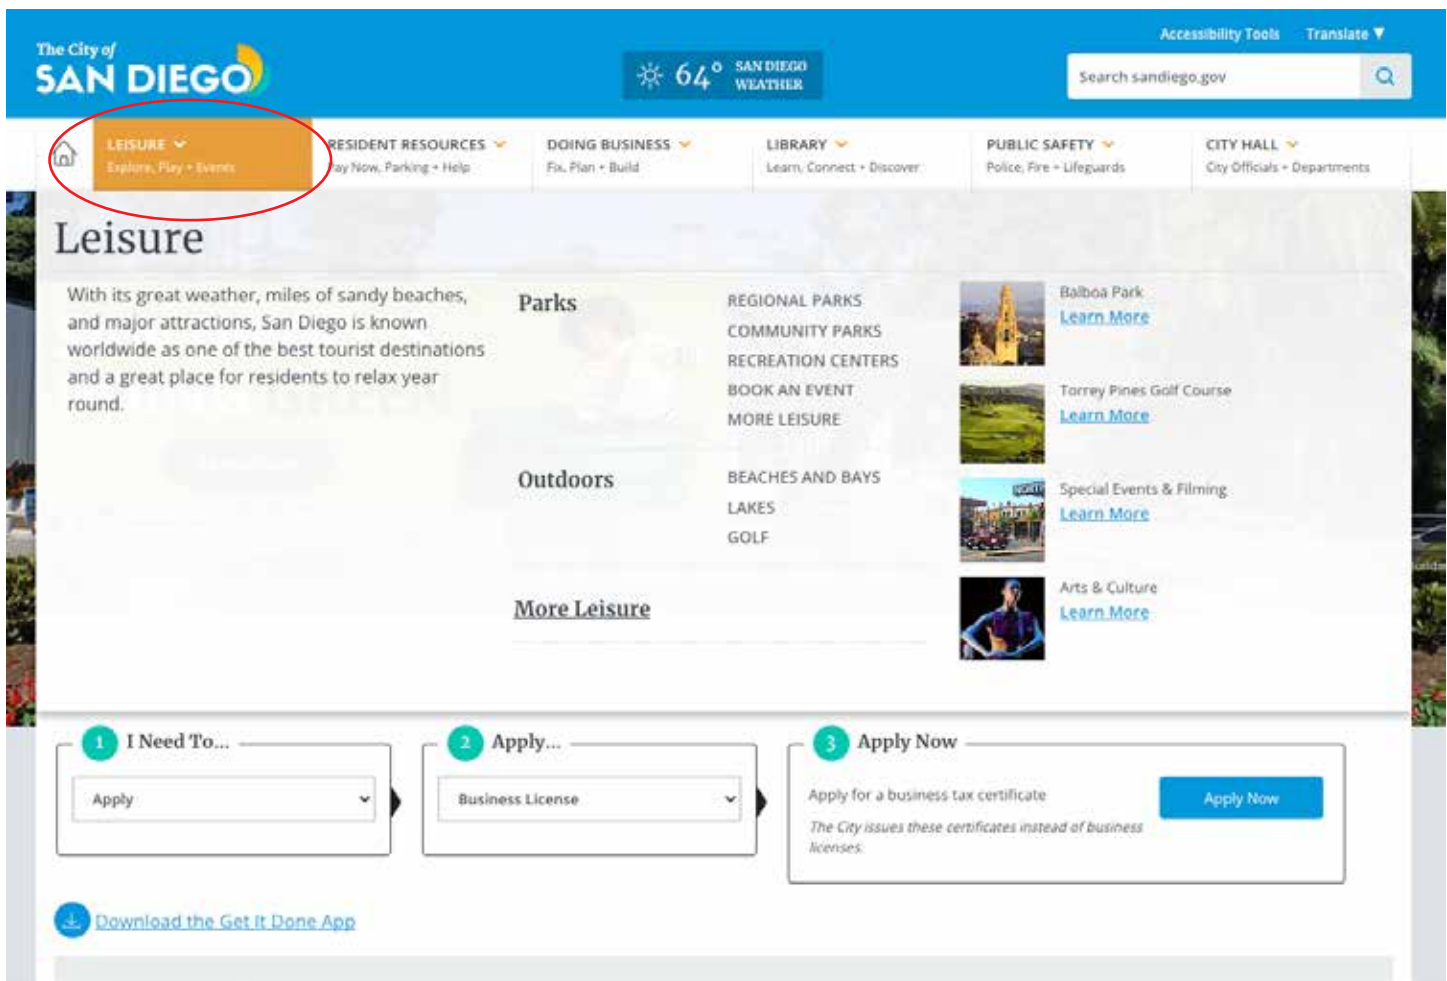 Accessibility Tools Translate ▼
The City of
SAN DIEGO
64° SAN DIEGO
WEATHER
Search sandiego.gov
LEISURE
Explore, Play + Events
RESIDENT RESOURCES
Pay Now, Parking + Help
DOING BUSINESS
Fix, Plan + Build
LIBRARY
Learn, Connect + Discover
PUBLIC SAFETY
Police, Fire + Lifeguards
CITY HALL
City Officials + Departments
Leisure
With its great weather, miles of sandy beaches,
and major attractions, San Diego is known
worldwide as one of the best tourist destinations
and a great place for residents to relax year
round.
Parks
REGIONAL PARKS
COMMUNITY PARKS
RECREATION CENTERS
BOOK AN EVENT
MORE LEISURE
Outdoors
BEACHES AND BAYS
LAKES
GOLF
More Leisure
Balboa Park
Learn More
Torrey Pines Golf Course
Learn More
Special Events & Filming
Learn More
Arts & Culture
Learn More
1 I Need To...
Apply
2 Apply...
Business License
3 Apply Now
Apply for a business tax certificate
The City issues these certificates instead of business
licenses.
Apply Now
Download the Get It Done App